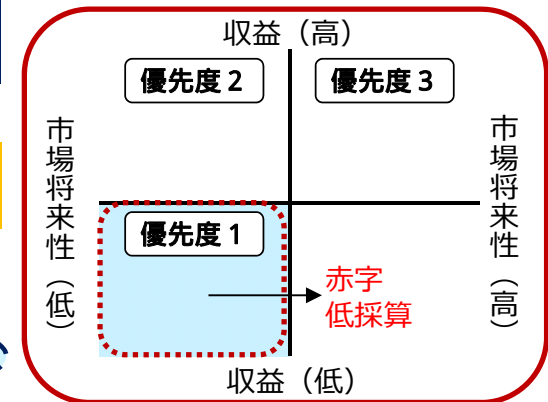 収益（高）
優先度２
優先度３
市場将来性（低）
市場将来性（高）
優先度１
赤字
低採算
収益（低）